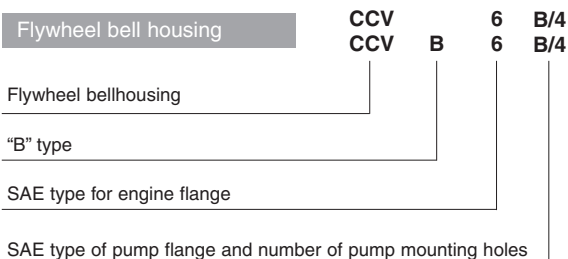 Flywheel bell housing
CCV 6 B/4
CCV B 6 B/4
Flywheel bellhousing
“B” type
SAE type for engine flange
SAE type of pump flange and number of pump mounting holes